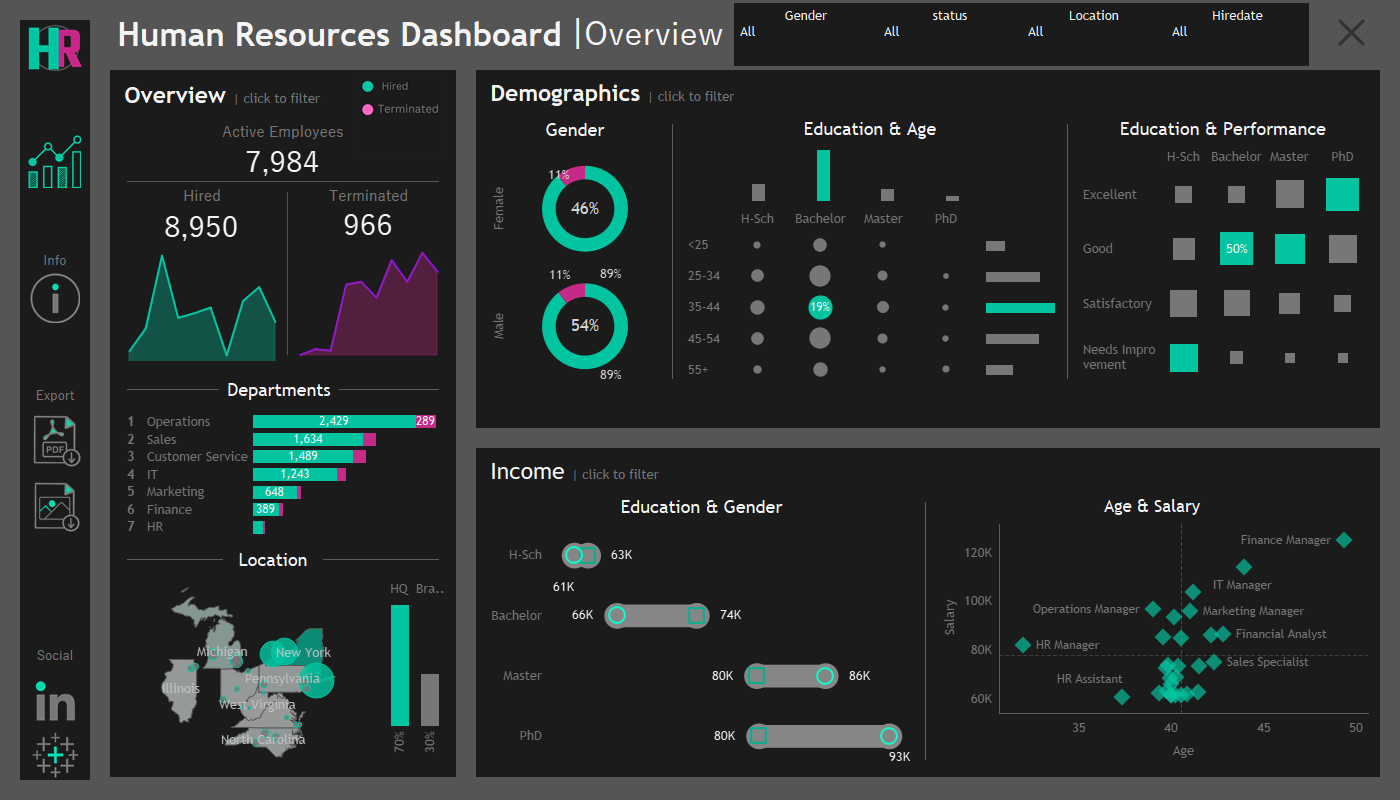 HR
Human Resources Dashboard |Overview
Gender status Location Hiredate
All All All All
Info
Export
PDF
Social
in
Overview | click to filter
Hired
Terminated
Active Employees
7,984
Hired Terminated
8,950 966
Departments
1 Operations 2,429 289
2 Sales 1,634
3 Customer Service 1,489
4 IT 1,243
5 Marketing 648
6 Finance 389
7 HR
Location
HQ Bra..
Michigan
New York
Illinois
Pennsylvania
West Virginia
North Carolina
70% 30%
Demographics | click to filter
Gender
Female
11%
46%
89%
Male
11%
54%
89%
Education & Age
H-Sch Bachelor Master PhD
<25
25-34
35-44 19%
45-54
55+
Education & Performance
H-Sch Bachelor Master PhD
Excellent
Good 50%
Satisfactory
Needs Impro
vement
Income | click to filter
Education & Gender
H-Sch 63K
61K
Bachelor 66K 74K
Master 80K 86K
PhD 80K
93K
Age & Salary
Salary
120K
100K
80K
60K
Finance Manager
IT Manager
Operations Manager
Marketing Manager
Financial Analyst
HR Manager
Sales Specialist
HR Assistant
35 40 45 50
Age